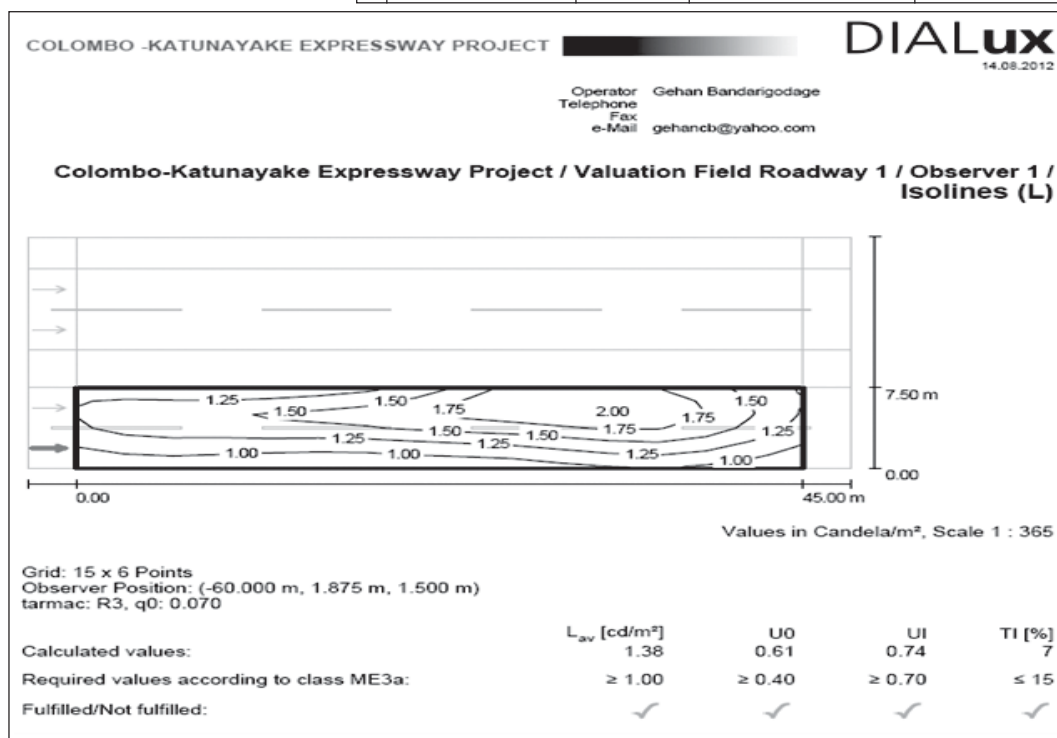 COLOMBO -KATUNAYAKE EXPRESSWAY PROJECT
DIALux
14.08.2012
Operator Gehan Bandarigodage
Telephone
Fax
e-Mail gehancb@yahoo.com
Colombo-Katunayake Expressway Project / Valuation Field Roadway 1 / Observer 1 /
Isolines (L)
1.25 1.50 1.50
1.50 1.75 2.00 1.75 7.50 m
1.50 1.50 1.75
1.25 1.25 1.25 1.25
1.00 1.00 1.00
0.00
0.00 45.00 m
Values in Candela/m², Scale 1 : 365
Grid: 15 x 6 Points
Observer Position: (-60.000 m, 1.875 m, 1.500 m)
tarmac: R3, q0: 0.070
Lav [cd/m²] U0 UI TI [%]
Calculated values: 1.38 0.61 0.74 7
Required values according to class ME3a: ≥ 1.00 ≥ 0.40 ≥ 0.70 ≤ 15
Fulfilled/Not fulfilled: ✓ ✓ ✓ ✓